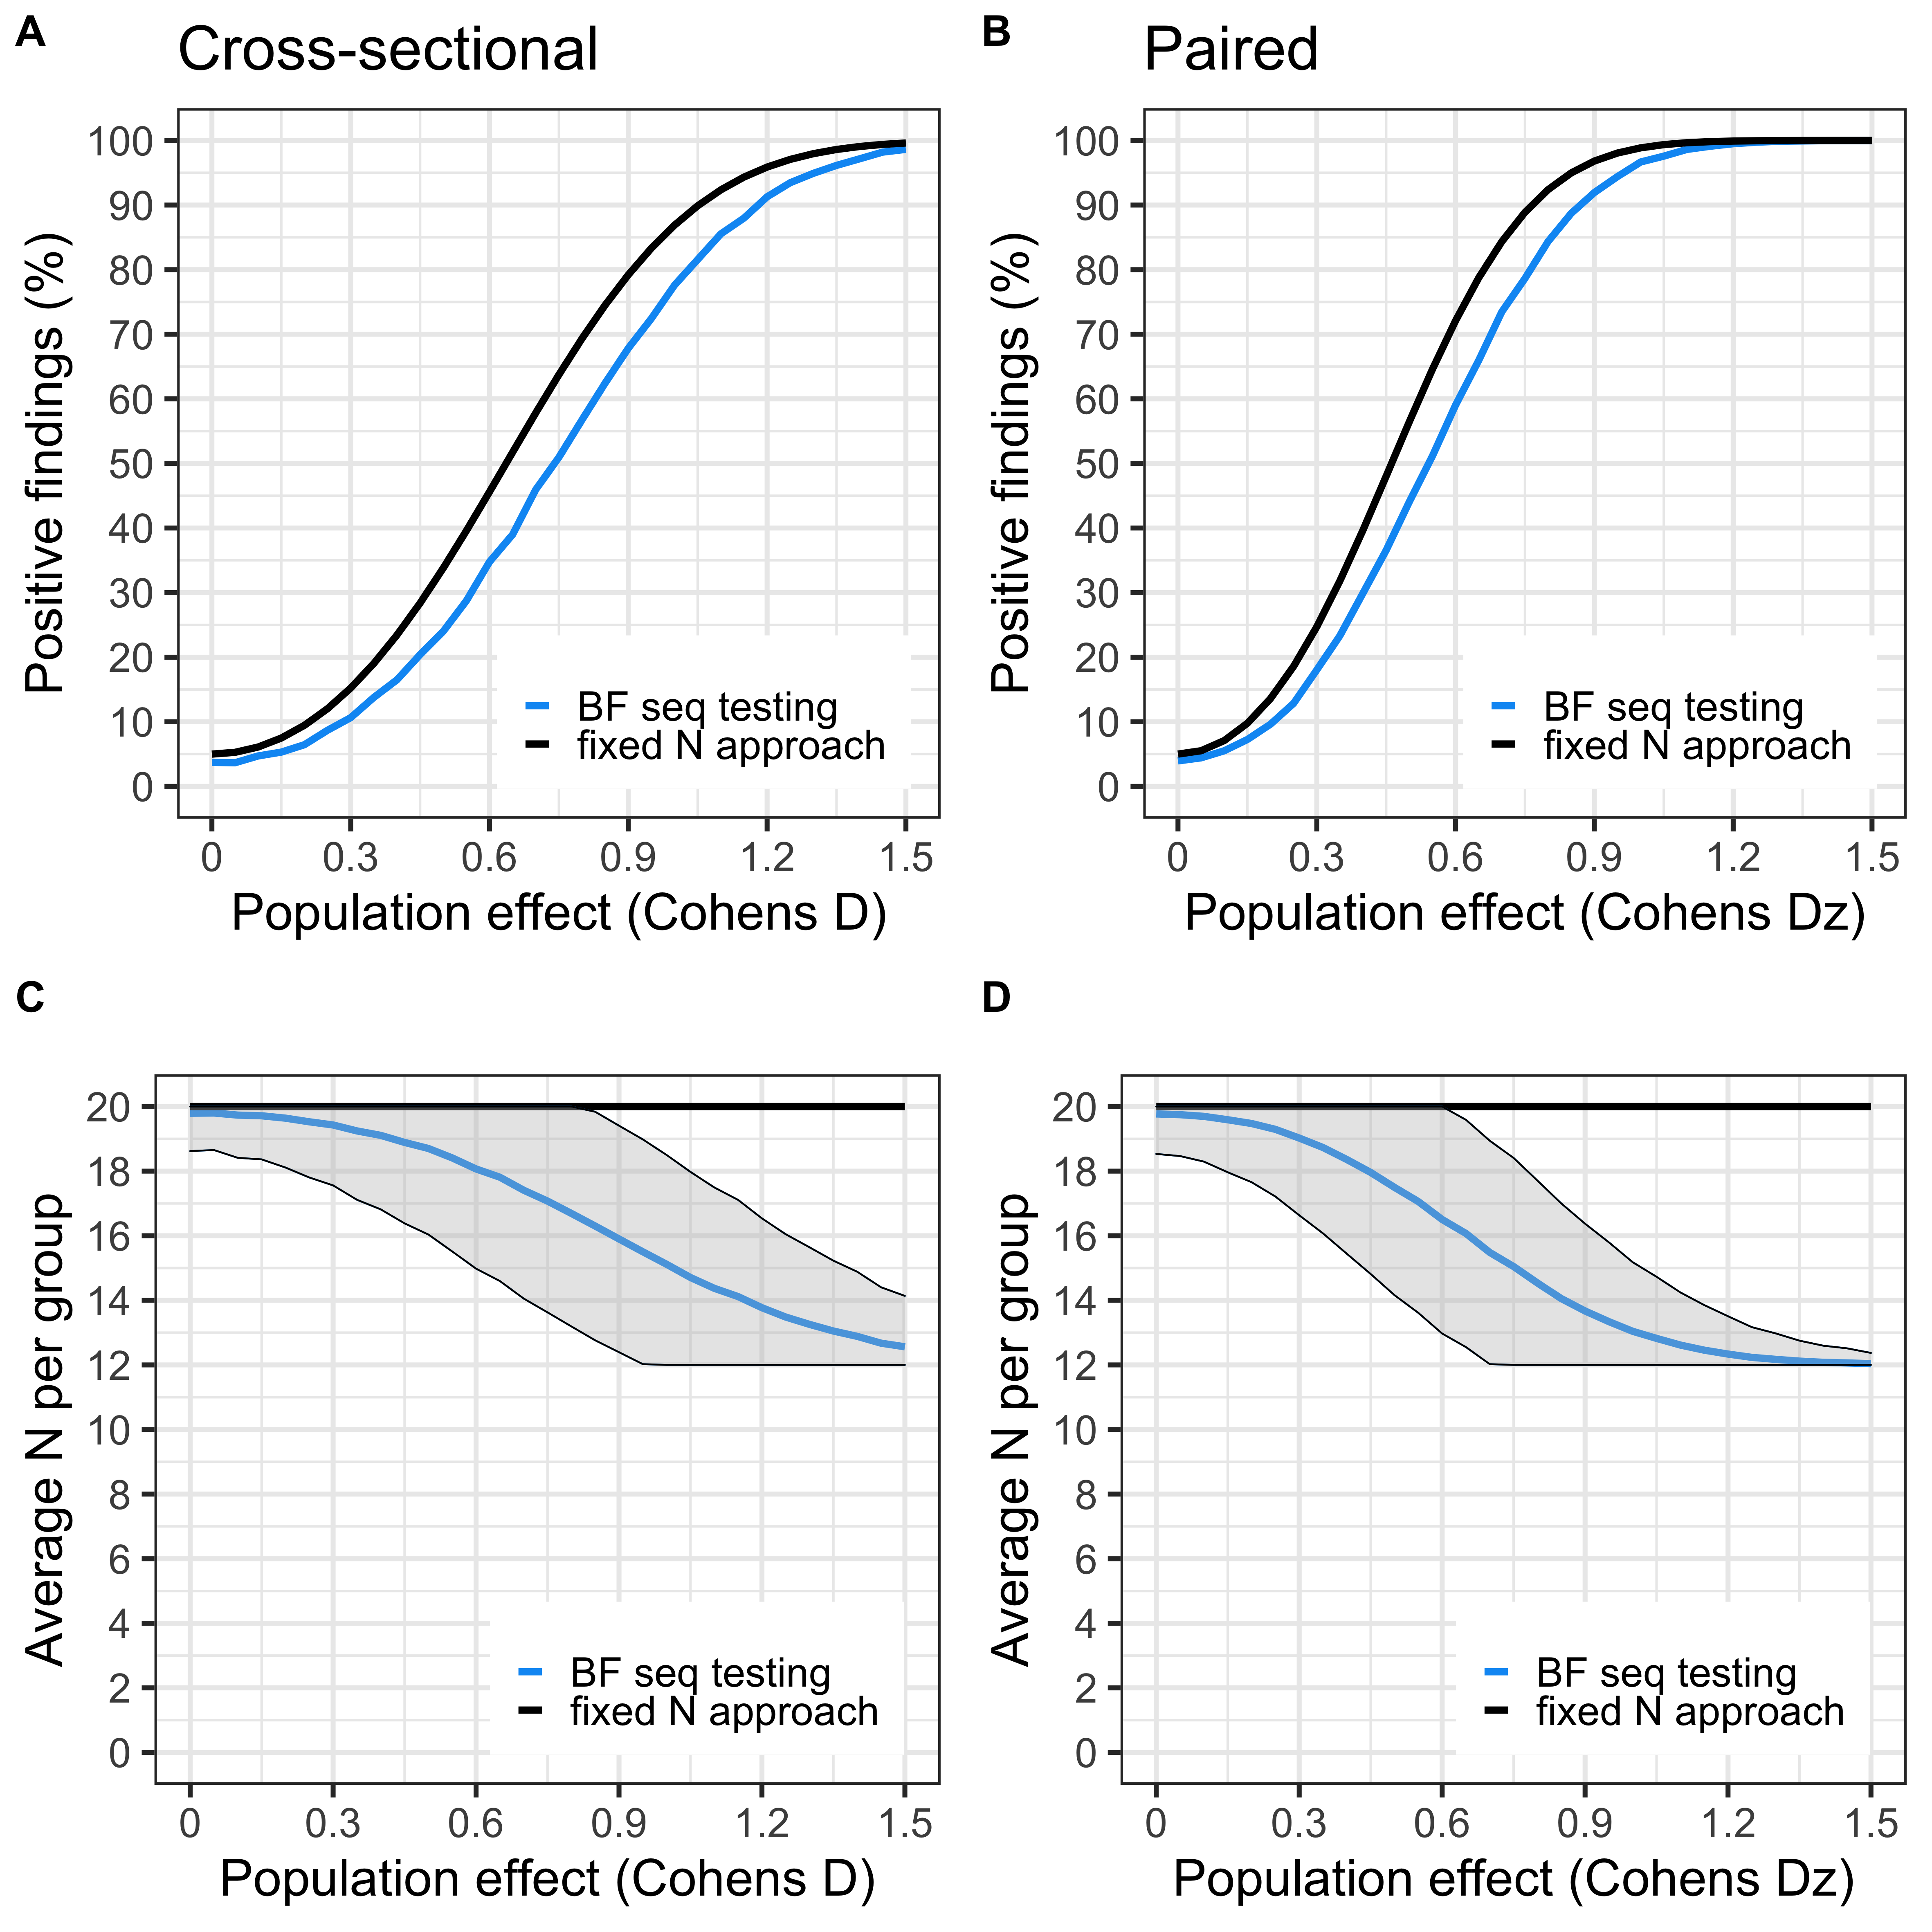 A
Cross-sectional
100
90
80
70
60
50
40
30
20
10
0
Positive findings (%)
BF seq testing
fixed N approach
0 0.3 0.6 0.9 1.2 1.5
Population effect (Cohens D)
B
Paired
100
90
80
70
60
50
40
30
20
10
0
Positive findings (%)
BF seq testing
fixed N approach
0 0.3 0.6 0.9 1.2 1.5
Population effect (Cohens Dz)
C
20
18
16
14
12
10
8
6
4
2
0
Average N per group
BF seq testing
fixed N approach
0 0.3 0.6 0.9 1.2 1.5
Population effect (Cohens D)
D
20
18
16
14
12
10
8
6
4
2
0
Average N per group
BF seq testing
fixed N approach
0 0.3 0.6 0.9 1.2 1.5
Population effect (Cohens Dz)